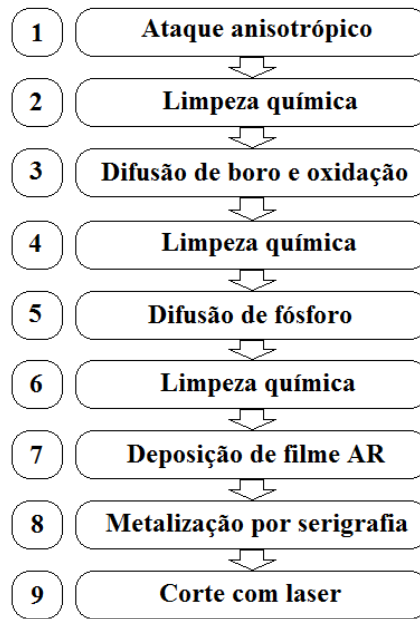 1 Ataque anisotrópico
2 Limpeza química
3 Difusão de boro e oxidação
4 Limpeza química
5 Difusão de fósforo
6 Limpeza química
7 Deposição de filme AR
8 Metalização por serigrafia
9 Corte com laser